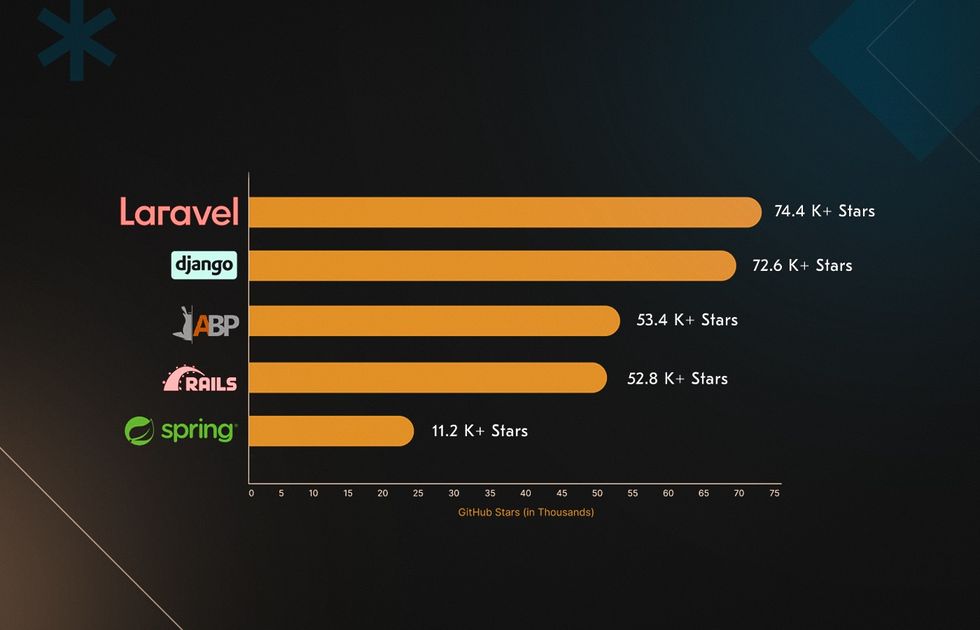 Laravel 74.4 K+ Stars
django 72.6 K+ Stars
ABP 53.4 K+ Stars
RAILS 52.8 K+ Stars
spring 11.2 K+ Stars
0 5 10 15 20 25 30 35 40 45 50 55 60 65 70 75
GitHub Stars (in Thousands)